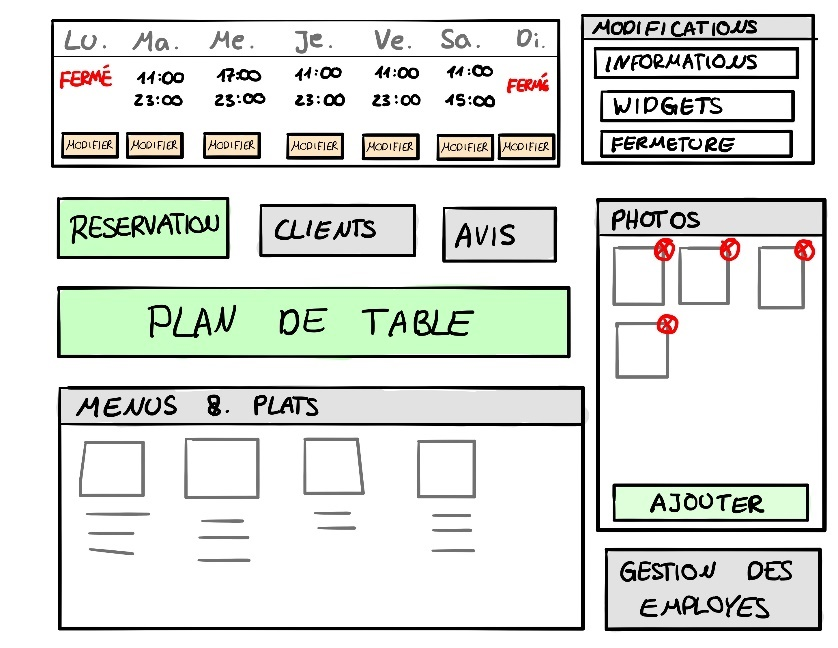 Lu. Ma. Me. Je. Ve. Sa. Di.
FERMÉ 11:00 17:00 11:00 11:00 11:00 FERMÉ
23:00 23:00 23:00 23:00 15:00
MODIFIER MODIFIER MODIFIER MODIFIER MODIFIER MODIFIER MODIFIER
MODIFICATIONS
INFORMATIONS
WIDGETS
FERMETURE
RESERVATION CLIENTS AVIS
PLAN DE TABLE
PHOTOS
X X X
X
AJOUTER
MENUS & PLATS
GESTION DES
EMPLOYES